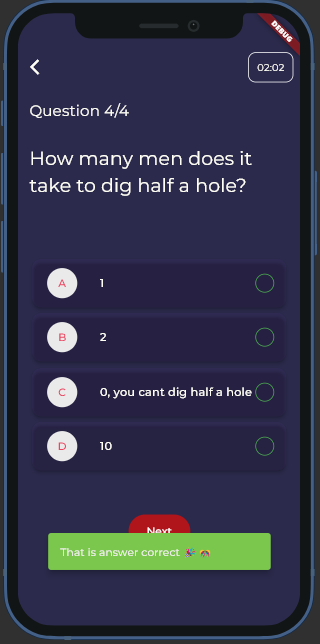 DEBUG
02:02
Question 4/4
How many men does it
take to dig half a hole?
A 1
B 2
C 0, you cant dig half a hole
D 10
Next
That is answer correct 🎉 🎊